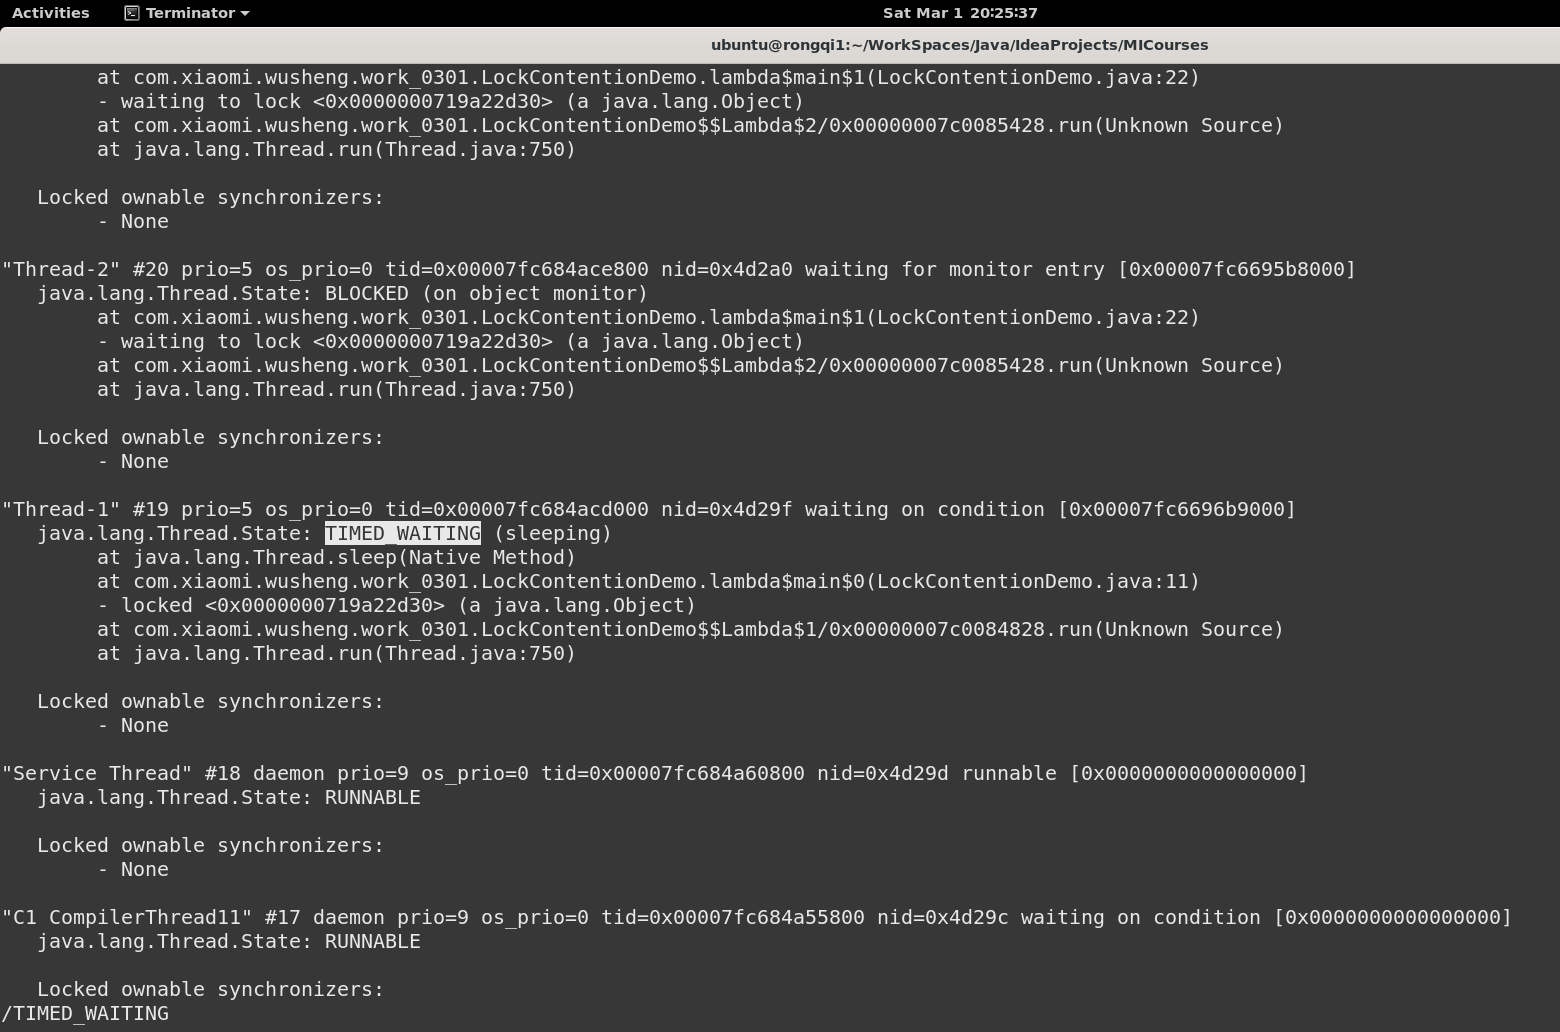 Activities Terminator Sat Mar 1 20:25:37
ubuntu@rongqi1:~/WorkSpaces/Java/IdeaProjects/MICourses
at com.xiaomi.wusheng.work_0301.LockContentionDemo.lambda$main$1(LockContentionDemo.java:22)
- waiting to lock <0x0000000719a22d30> (a java.lang.Object)
at com.xiaomi.wusheng.work_0301.LockContentionDemo$$Lambda$2/0x00000007c0085428.run(Unknown Source)
at java.lang.Thread.run(Thread.java:750)
Locked ownable synchronizers:
- None
"Thread-2" #20 prio=5 os_prio=0 tid=0x00007fc684ace800 nid=0x4d2a0 waiting for monitor entry [0x00007fc6695b8000]
java.lang.Thread.State: BLOCKED (on object monitor)
at com.xiaomi.wusheng.work_0301.LockContentionDemo.lambda$main$1(LockContentionDemo.java:22)
- waiting to lock <0x0000000719a22d30> (a java.lang.Object)
at com.xiaomi.wusheng.work_0301.LockContentionDemo$$Lambda$2/0x00000007c0085428.run(Unknown Source)
at java.lang.Thread.run(Thread.java:750)
Locked ownable synchronizers:
- None
"Thread-1" #19 prio=5 os_prio=0 tid=0x00007fc684acd000 nid=0x4d29f waiting on condition [0x00007fc6696b9000]
java.lang.Thread.State: TIMED_WAITING (sleeping)
at java.lang.Thread.sleep(Native Method)
at com.xiaomi.wusheng.work_0301.LockContentionDemo.lambda$main$0(LockContentionDemo.java:11)
- locked <0x0000000719a22d30> (a java.lang.Object)
at com.xiaomi.wusheng.work_0301.LockContentionDemo$$Lambda$1/0x00000007c0084828.run(Unknown Source)
at java.lang.Thread.run(Thread.java:750)
Locked ownable synchronizers:
- None
"Service Thread" #18 daemon prio=9 os_prio=0 tid=0x00007fc684a60800 nid=0x4d29d runnable [0x0000000000000000]
java.lang.Thread.State: RUNNABLE
Locked ownable synchronizers:
- None
"C1 CompilerThread11" #17 daemon prio=9 os_prio=0 tid=0x00007fc684a55800 nid=0x4d29c waiting on condition [0x0000000000000000]
java.lang.Thread.State: RUNNABLE
Locked ownable synchronizers:
/TIMED_WAITING